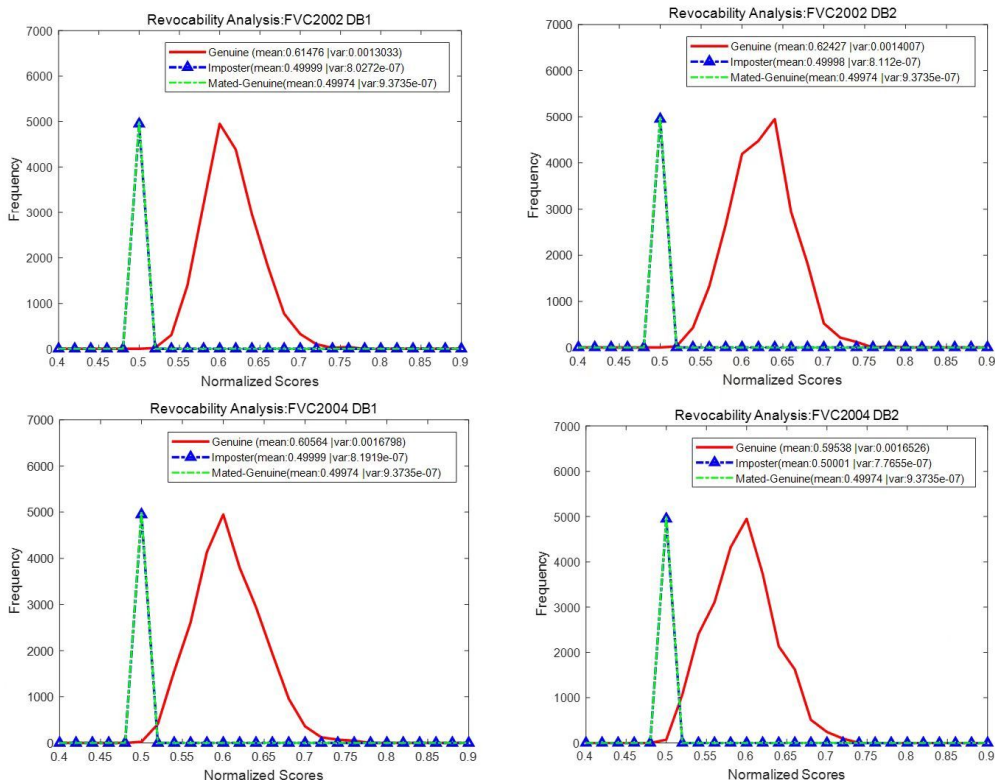 Revocability Analysis:FVC2002 DB1
7000
6000
5000
4000
3000
2000
1000
0
Frequency
Genuine (mean:0.61476 |var:0.0013033)
Imposter(mean:0.49999 |var:8.0272e-07)
Mated-Genuine(mean:0.49974 |var:9.3735e-07)
0.4 0.45 0.5 0.55 0.6 0.65 0.7 0.75 0.8 0.85 0.9
Normalized Scores
Revocability Analysis:FVC2002 DB2
7000
6000
5000
4000
3000
2000
1000
0
Frequency
Genuine (mean:0.62427 |var:0.0014007)
Imposter(mean:0.49998 |var:8.112e-07)
Mated-Genuine(mean:0.49974 |var:9.3735e-07)
0.4 0.45 0.5 0.55 0.6 0.65 0.7 0.75 0.8 0.85 0.9
Normalized Scores
Revocability Analysis:FVC2004 DB1
7000
6000
5000
4000
3000
2000
1000
0
Frequency
Genuine (mean:0.60564 |var:0.0016798)
Imposter(mean:0.49999 |var:8.1919e-07)
Mated-Genuine(mean:0.49974 |var:9.3735e-07)
0.4 0.45 0.5 0.55 0.6 0.65 0.7 0.75 0.8 0.85 0.9
Normalized Scores
Revocability Analysis:FVC2004 DB2
7000
6000
5000
4000
3000
2000
1000
0
Frequency
Genuine (mean:0.59538 |var:0.0016526)
Imposter(mean:0.50001 |var:7.7655e-07)
Mated-Genuine(mean:0.49974 |var:9.3735e-07)
0.4 0.45 0.5 0.55 0.6 0.65 0.7 0.75 0.8 0.85 0.9
Normalized Scores